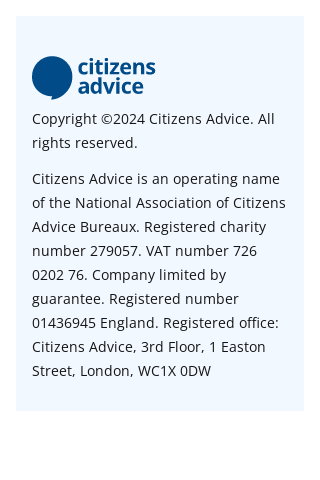 citizens
advice
Copyright ©2024 Citizens Advice. All
rights reserved.
Citizens Advice is an operating name
of the National Association of Citizens
Advice Bureaux. Registered charity
number 279057. VAT number 726
0202 76. Company limited by
guarantee. Registered number
01436945 England. Registered office:
Citizens Advice, 3rd Floor, 1 Easton
Street, London, WC1X 0DW